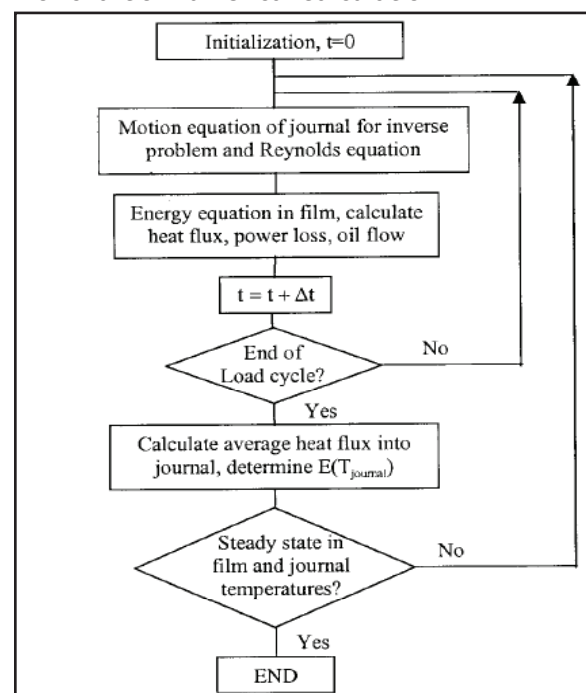 Initialization, t=0
Motion equation of journal for inverse
problem and Reynolds equation
Energy equation in film, calculate
heat flux, power loss, oil flow
t = t + Δt
End of
Load cycle?
No
Yes
Calculate average heat flux into
journal, determine E(T_journal)
Steady state in
film and journal
temperatures?
No
Yes
END